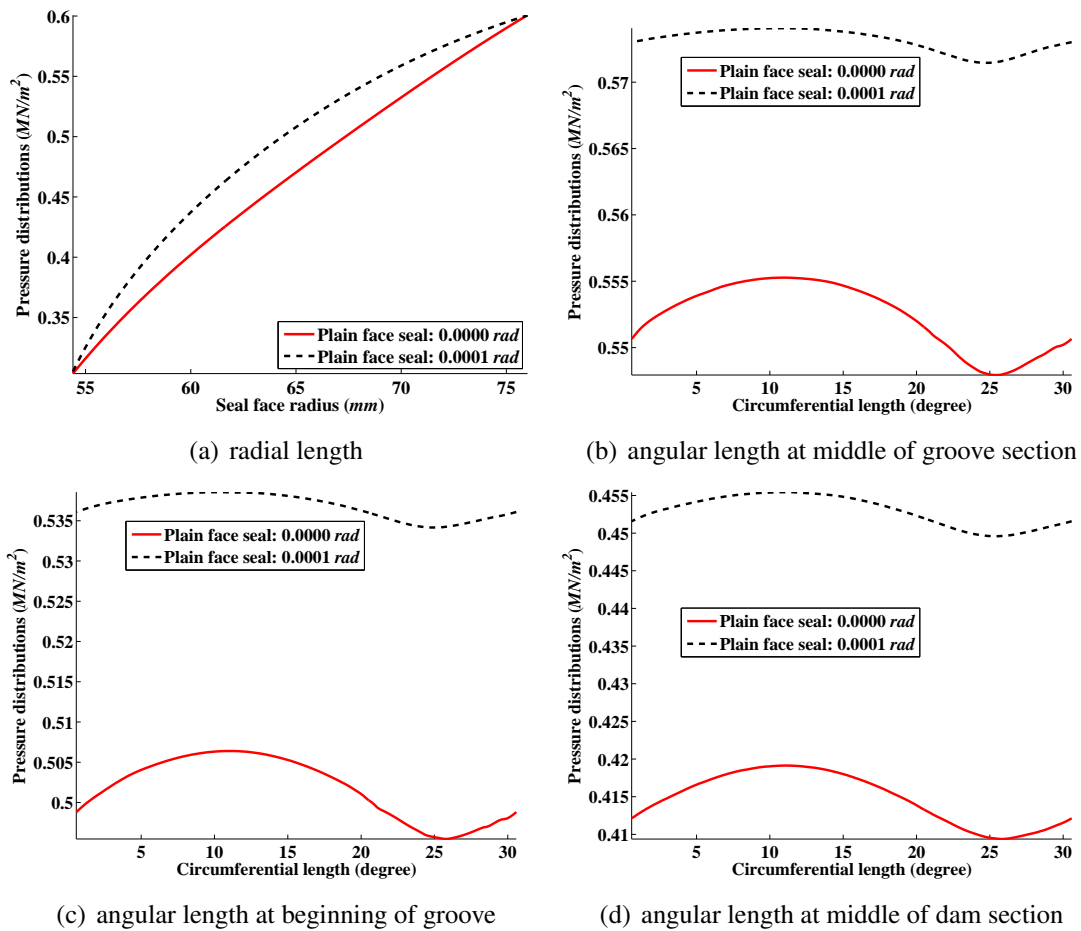 0.6
0.55
0.5
0.45
0.4
0.35
Pressure distributions (MN/m²)
Plain face seal: 0.0000 rad
Plain face seal: 0.0001 rad
55 60 65 70 75
Seal face radius (mm)
(a) radial length
0.57
0.565
0.56
0.555
0.55
Pressure distributions (MN/m²)
Plain face seal: 0.0000 rad
Plain face seal: 0.0001 rad
5 10 15 20 25 30
Circumferential length (degree)
(b) angular length at middle of groove section
0.535
0.53
0.525
0.52
0.515
0.51
0.505
0.5
Pressure distributions (MN/m²)
Plain face seal: 0.0000 rad
Plain face seal: 0.0001 rad
5 10 15 20 25 30
Circumferential length (degree)
(c) angular length at beginning of groove
0.455
0.45
0.445
0.44
0.435
0.43
0.425
0.42
0.415
0.41
Pressure distributions (MN/m²)
Plain face seal: 0.0000 rad
Plain face seal: 0.0001 rad
5 10 15 20 25 30
Circumferential length (degree)
(d) angular length at middle of dam section